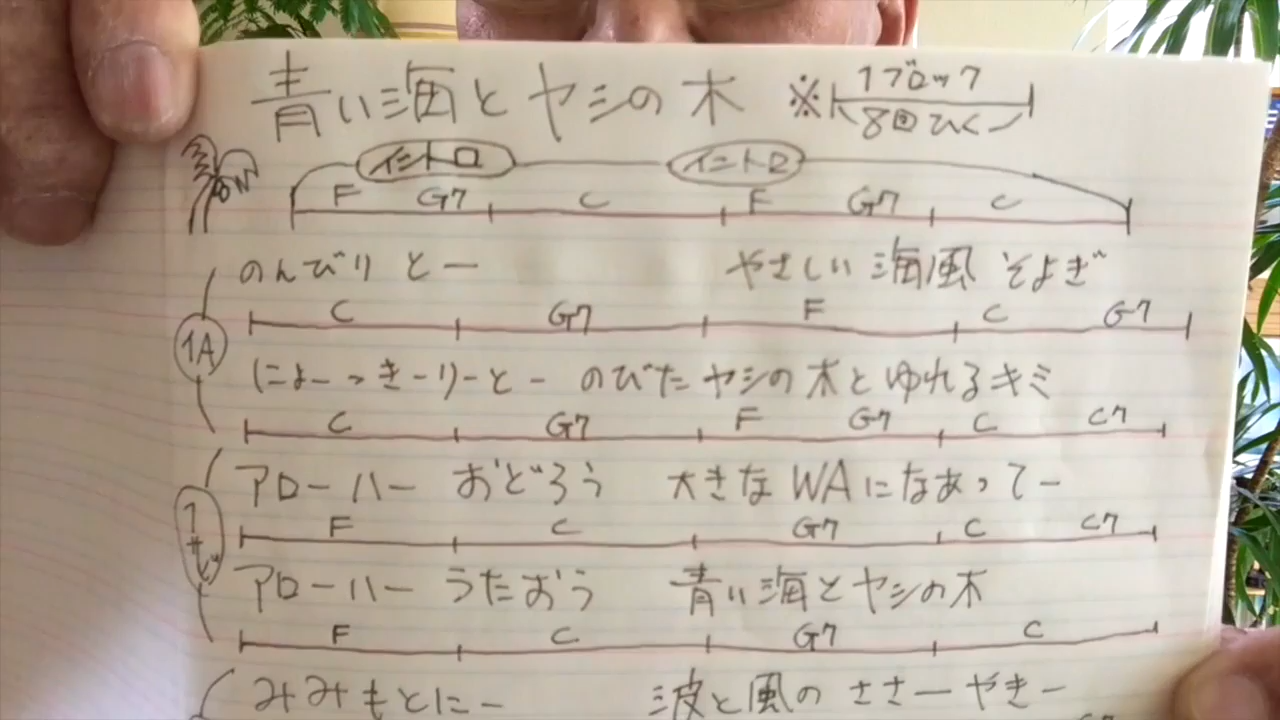 青い海とヤシの木 ※1ブロック
8回ひく
イントロ イントロ
F G7 C F G7 C
のんびりとー やさしい海風そよぎ
1A
C G7 F C G7
にょーっきーりーとー のびたヤシの木とゆれるキミ
C G7 F G7 C C7
アローハー おどろう 大きなWAになあってー
1サビ
F C G7 C C7
アローハー うたおう 青い海とヤシの木
F C G7 C
みみもとにー 波と風のささーやきー
G7